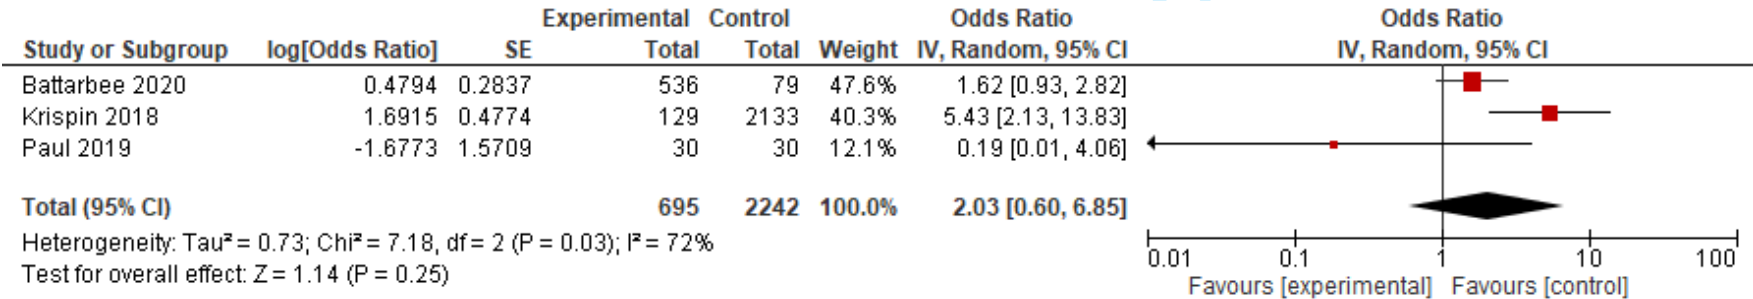 Experimental Control Odds Ratio Odds Ratio
Study or Subgroup log[Odds Ratio] SE Total Total Weight IV, Random, 95% CI IV, Random, 95% CI
Battarbee 2020 0.4794 0.2837 536 79 47.6% 1.62 [0.93, 2.82]
Krispin 2018 1.6915 0.4774 129 2133 40.3% 5.43 [2.13, 13.83]
Paul 2019 -1.6773 1.5709 30 30 12.1% 0.19 [0.01, 4.06]
Total (95% CI) 695 2242 100.0% 2.03 [0.60, 6.85]
Heterogeneity: Tau² = 0.73; Chi² = 7.18, df = 2 (P = 0.03); I² = 72%
Test for overall effect: Z = 1.14 (P = 0.25)
0.01 0.1 1 10 100
Favours [experimental] Favours [control]